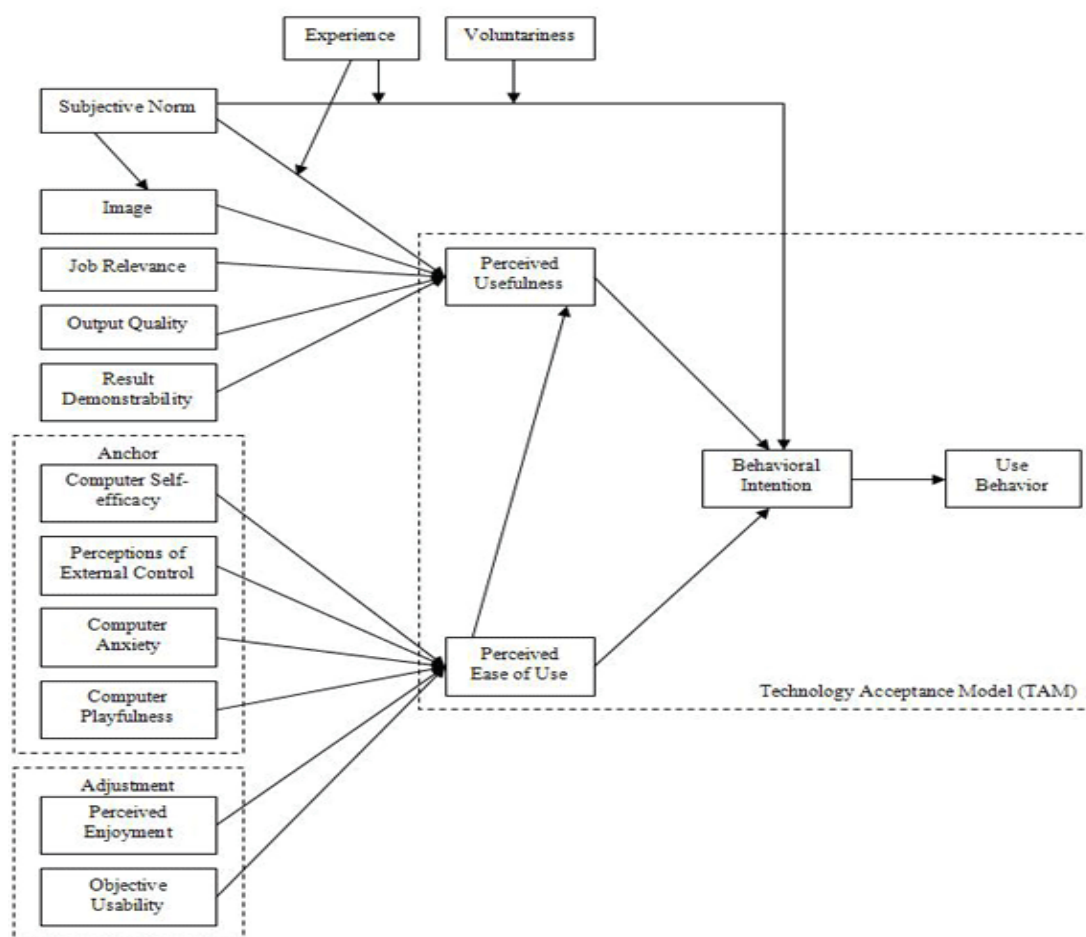 Experience
Voluntariness
Subjective Norm
Image
Job Relevance
Output Quality
Result
Demonstrability
Perceived
Usefulness
Anchor
Computer Self-
efficacy
Perceptions of
External Control
Computer
Anxiety
Computer
Playfulness
Behavioral
Intention
Use
Behavior
Perceived
Ease of Use
Technology Acceptance Model (TAM)
Adjustment
Perceived
Enjoyment
Objective
Usability